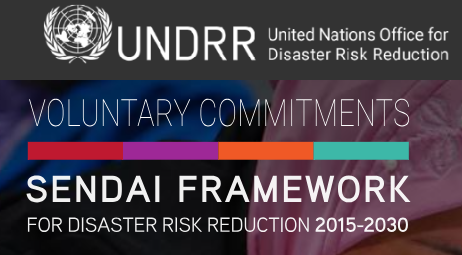 UNDRR
United Nations Office for
Disaster Risk Reduction
VOLUNTARY COMMITMENTS
SENDAI FRAMEWORK
FOR DISASTER RISK REDUCTION 2015-2030